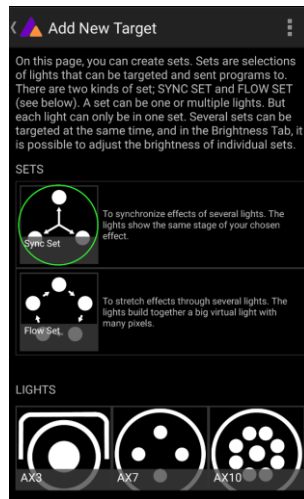 Add New Target
On this page, you can create sets. Sets are selections
of lights that can be targeted and sent programs to.
There are two kinds of set; SYNC SET and FLOW SET
(see below). A set can be one or multiple lights. But
each light can only be in one set. Several sets can be
targeted at the same time, and in the Brightness Tab, it
is possible to adjust the brightness of individual sets.
SETS
To synchronize effects of several lights. The
lights show the same stage of your chosen
effect.
Sync Set
To stretch effects through several lights. The
lights build together a big virtual light with
many pixels.
Flow Set
LIGHTS
AX3
AX7
AX10